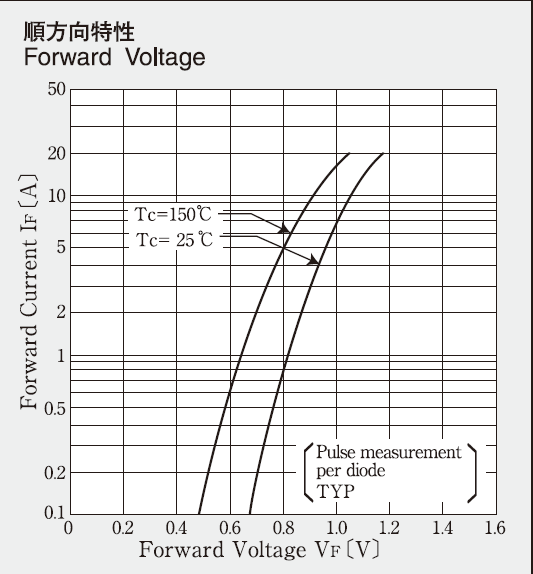 順方向特性
Forward Voltage
Forward Current IF〔A〕
50
20
10
5
2
1
0.5
0.2
0.1
Tc=150℃
Tc= 25℃
Pulse measurement
per diode
TYP
0 0.2 0.4 0.6 0.8 1.0 1.2 1.4 1.6
Forward Voltage VF〔V〕